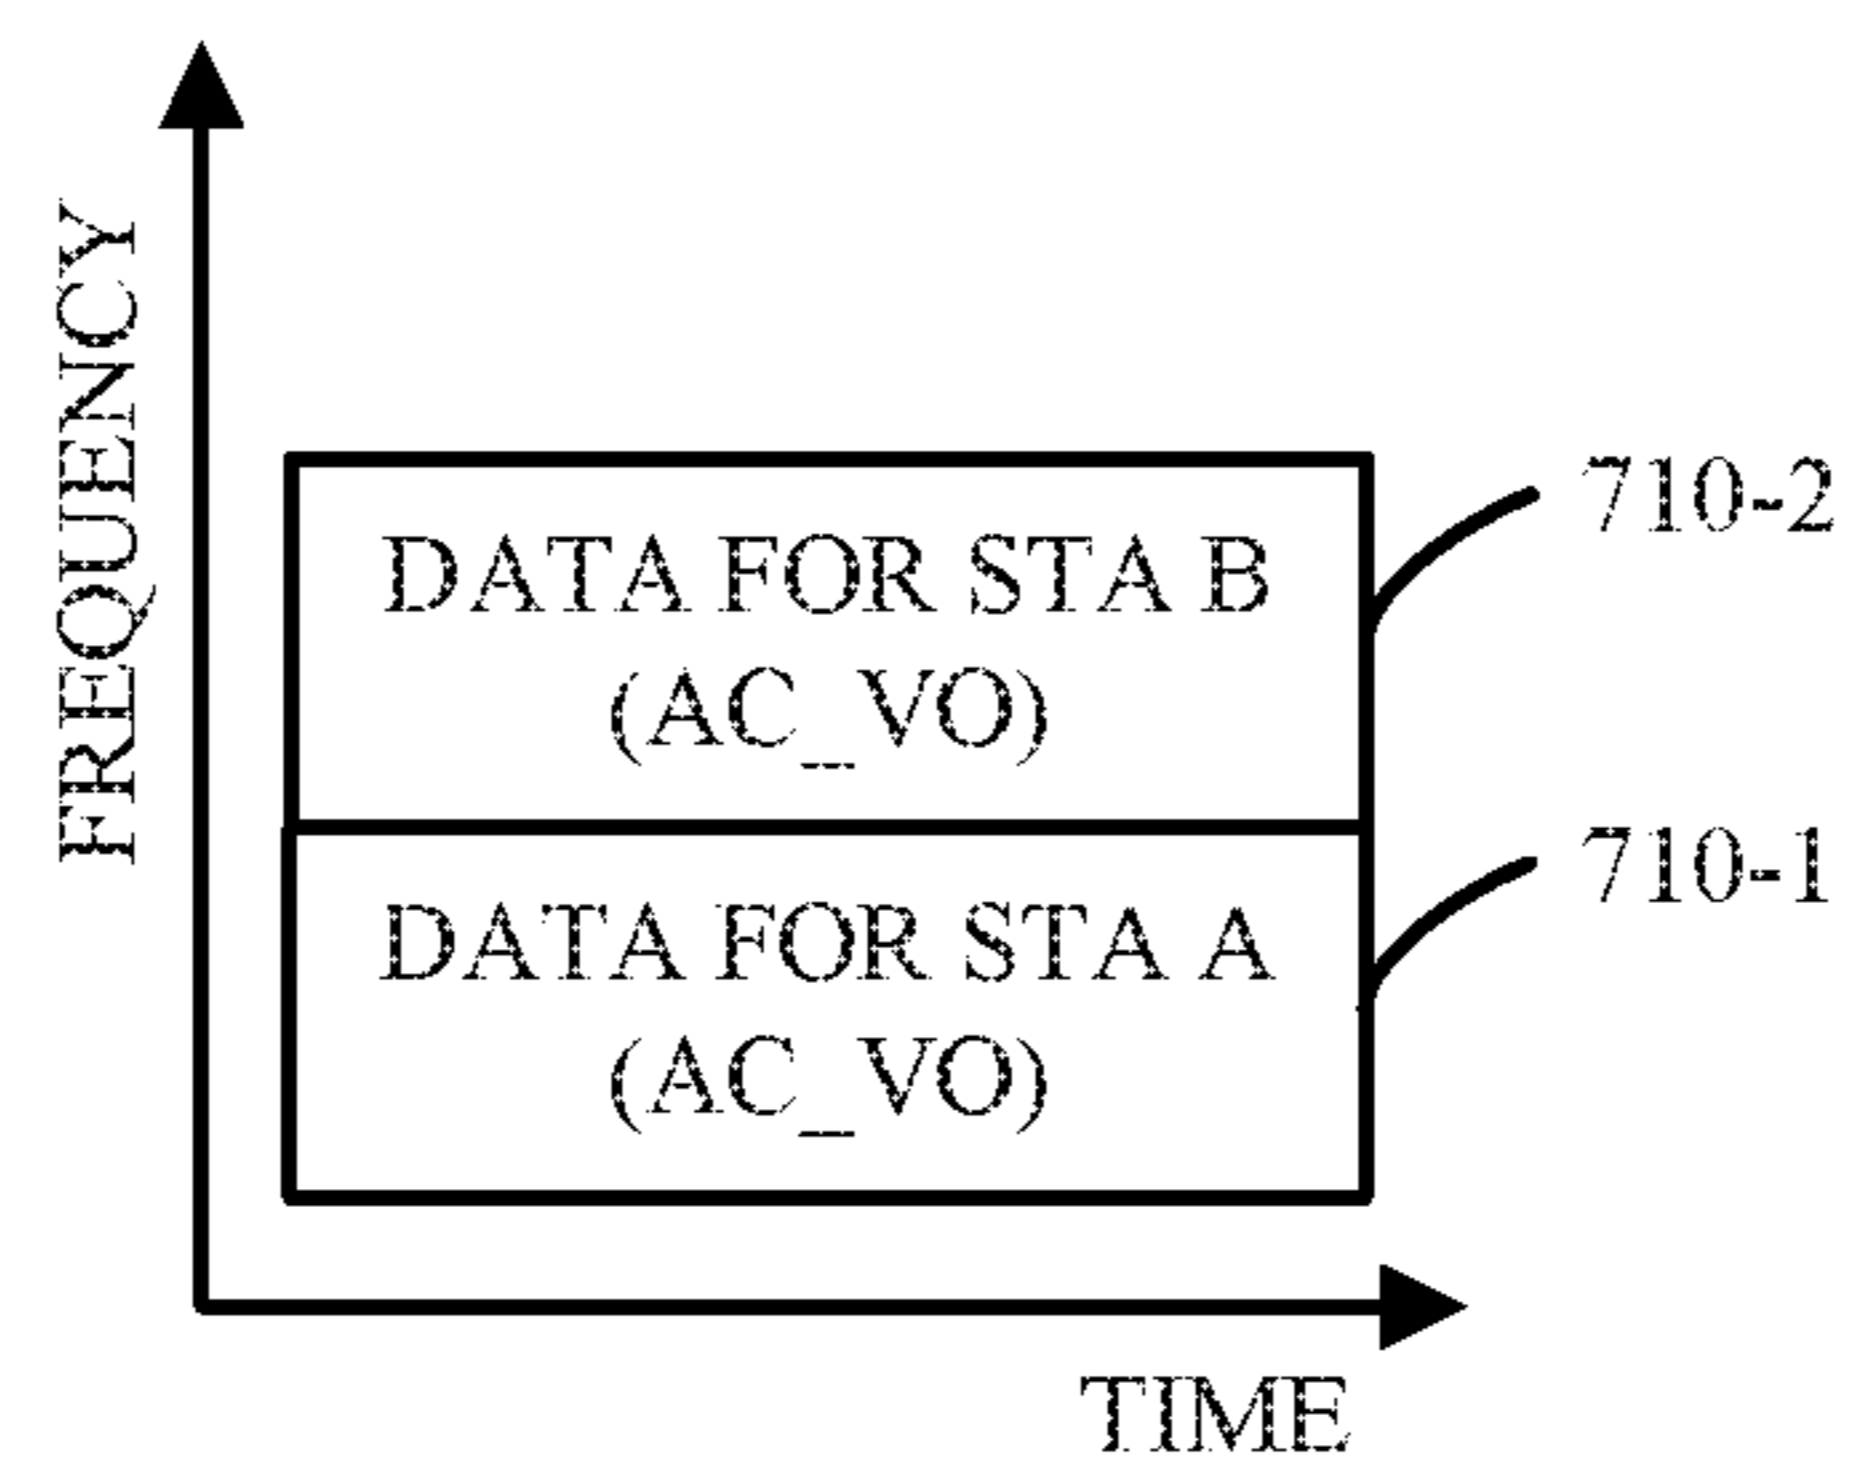 FREQUENCY
DATA FOR STA B
(AC_VO)
710-2
DATA FOR STA A
(AC_VO)
710-1
TIME